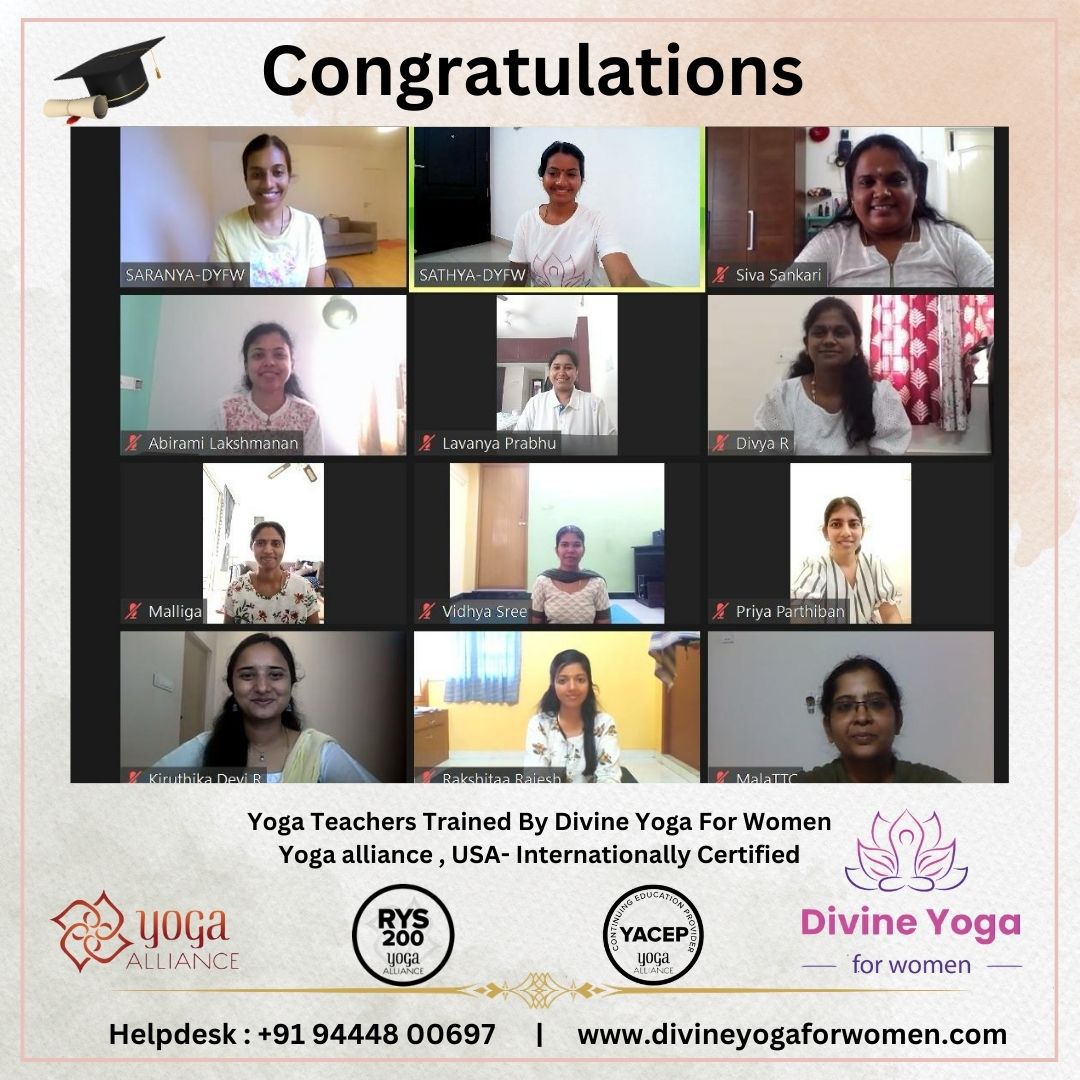 Congratulations
SARANYA-DYFW
SATHYA-DYFW
Siva Sankari
Abirami Lakshmanan
Lavanya Prabhu
Divya R
Malliga
Vidhya Sree
Priya Parthiban
Kiruthika Devi R
Rakshitaa Rajesh
MalaTTC
Yoga Teachers Trained By Divine Yoga For Women
Yoga alliance , USA- Internationally Certified
yoga
ALLIANCE
RYS
200
yoga
ALLIANCE
CONTINUING EDUCATION PROVIDER
YACEP
yoga
ALLIANCE
Divine Yoga
for women
Helpdesk : +91 94448 00697 | www.divineyogaforwomen.com